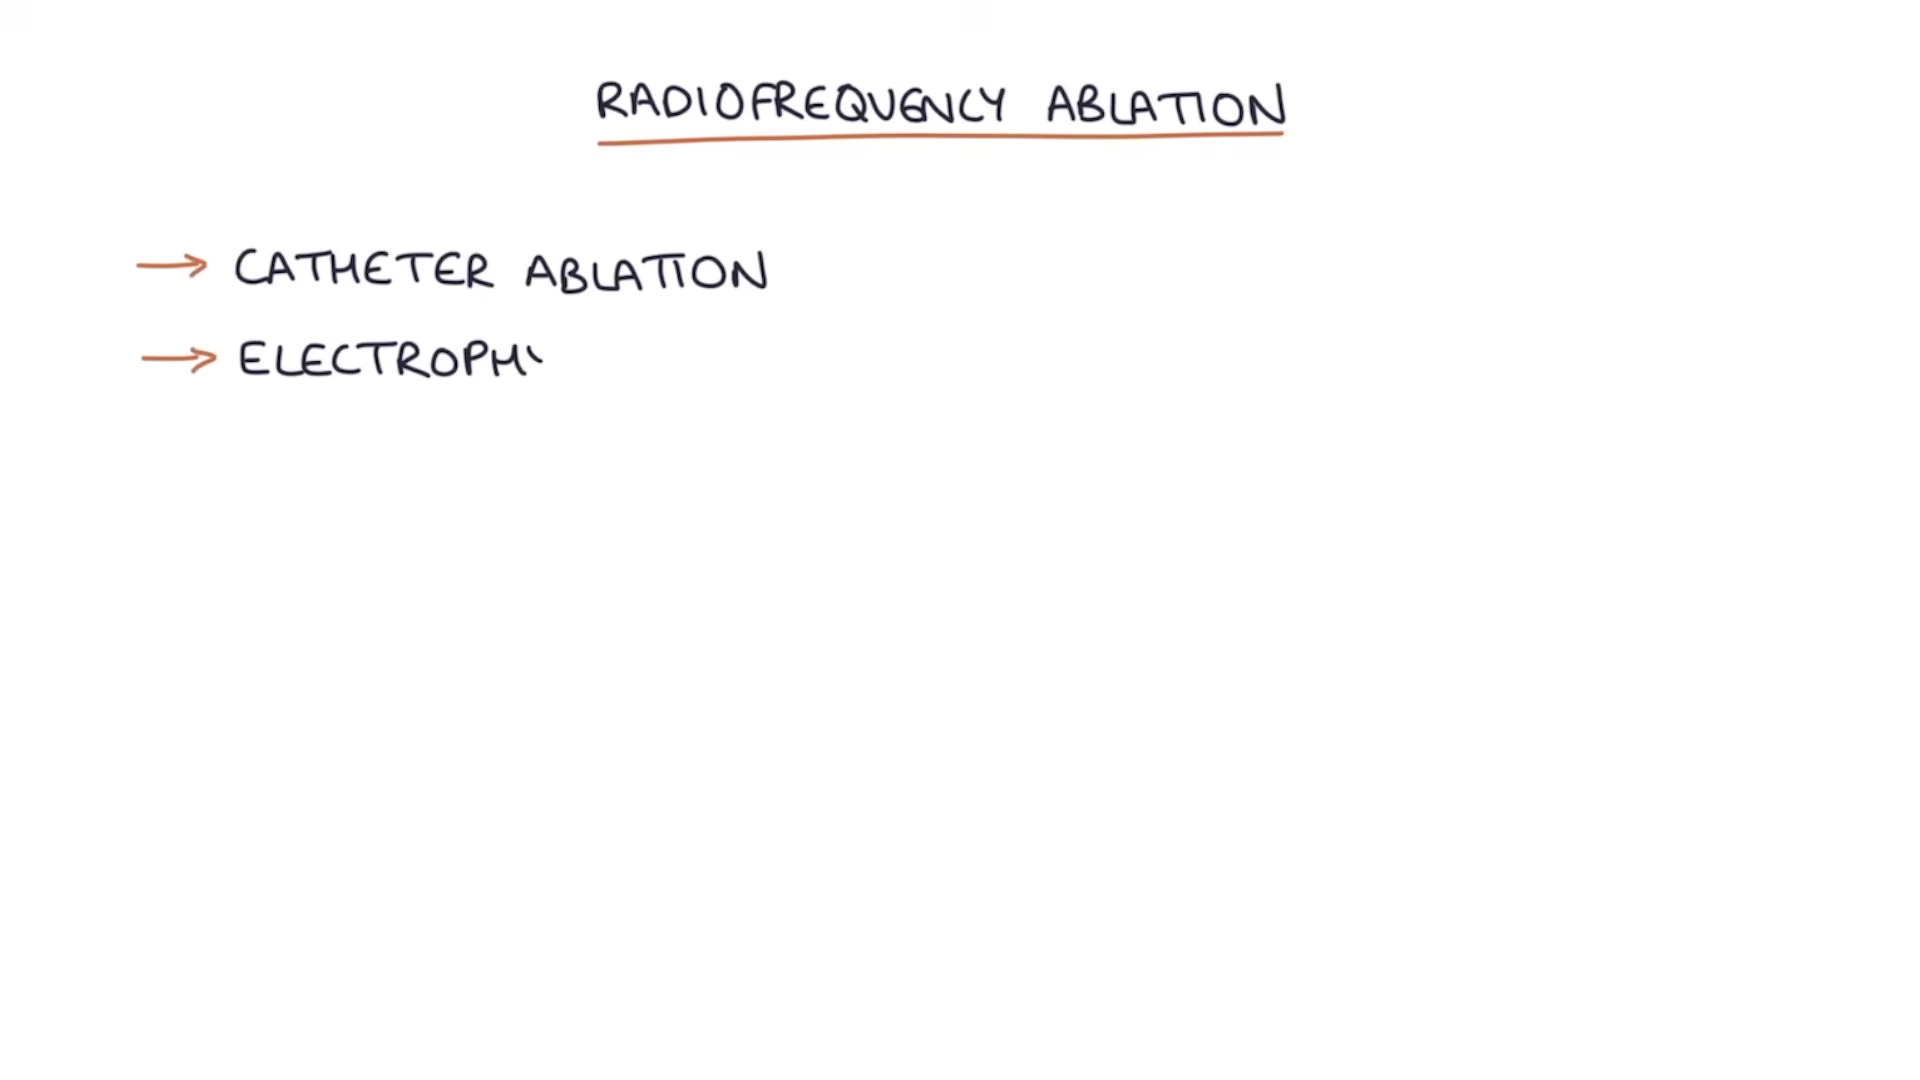 RADIOFREQUENCY ABLATION
→ CATHETER ABLATION
→ ELECTROPH